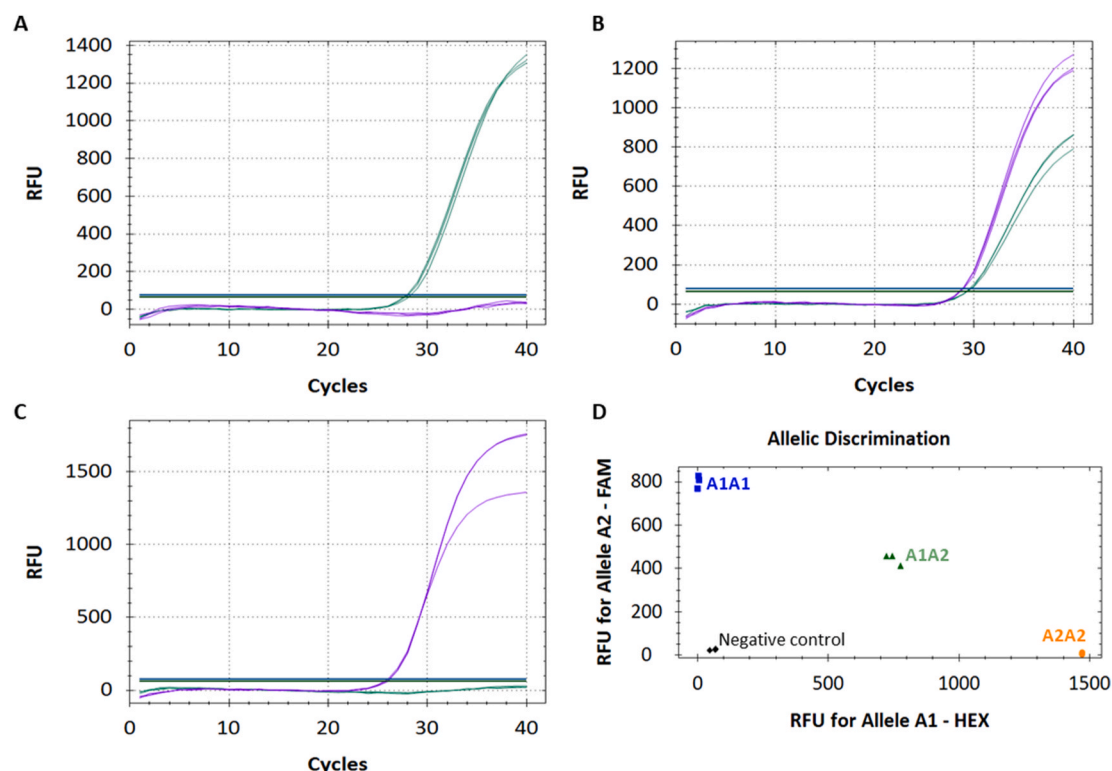 A
1400
1200
1000
800
600
400
200
0
RFU
0 10 20 30 40
Cycles
B
1200
1000
800
600
400
200
0
RFU
0 10 20 30 40
Cycles
C
1500
1000
500
0
RFU
0 10 20 30 40
Cycles
D
Allelic Discrimination
RFU for Allele A2 - FAM
800
600
400
200
0
A1A1
A1A2
Negative control
A2A2
0 500 1000 1500
RFU for Allele A1 - HEX